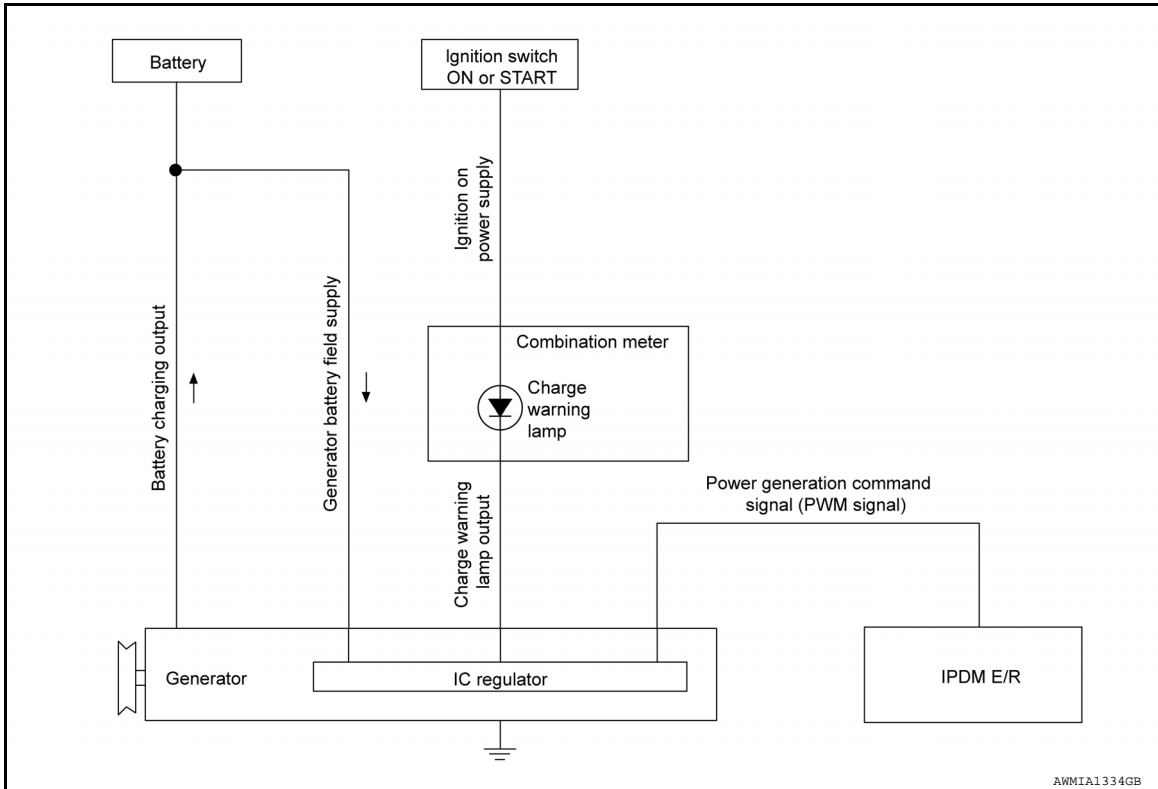 Battery
Ignition switch
ON or START
Ignition on
power supply
Battery charging output
Generator battery field supply
Combination meter
Charge
warning
lamp
Charge warning
lamp output
Power generation command
signal (PWM signal)
Generator
IC regulator
IPDM E/R
AWMIA1334GB